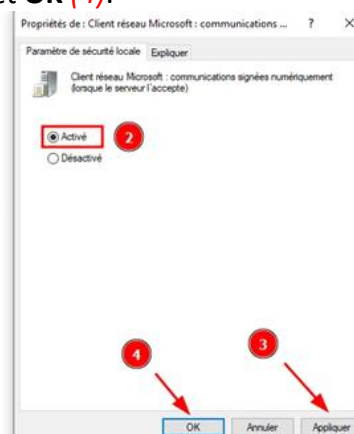 et OK (4).
Propriétés de : Client réseau Microsoft : communications ... ? ×
Paramètre de sécurité locale Expliquer
Client réseau Microsoft : communications signées numériquement
(lorsque le serveur l'accepte)
Activé 2
Désactivé
4 3
OK Annuler Appliquer